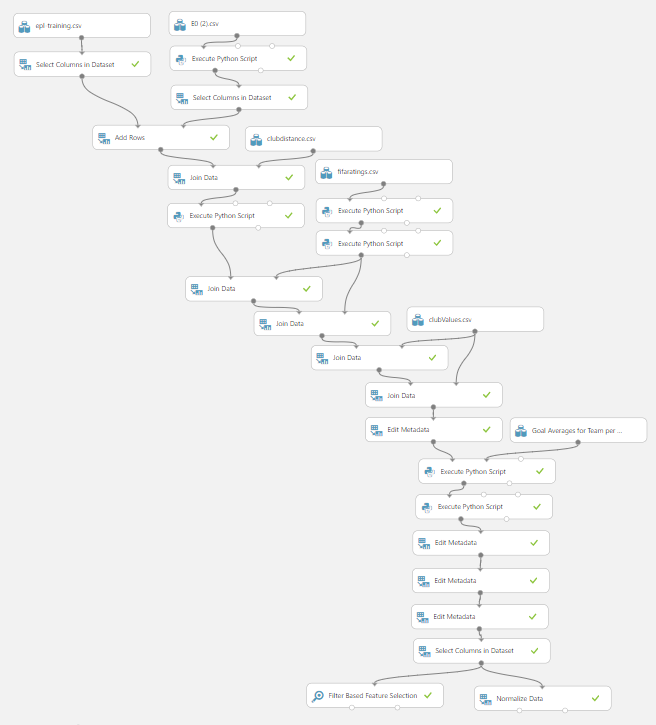 epl-training.csv
E0 (2).csv
Execute Python Script
Select Columns in Dataset
Select Columns in Dataset
Add Rows
clubdistance.csv
Join Data
fifaratings.csv
Execute Python Script
Execute Python Script
Execute Python Script
Join Data
Join Data
clubValues.csv
Join Data
Join Data
Edit Metadata
Goal Averages for Team per ...
Execute Python Script
Execute Python Script
Edit Metadata
Edit Metadata
Edit Metadata
Select Columns in Dataset
Filter Based Feature Selection
Normalize Data